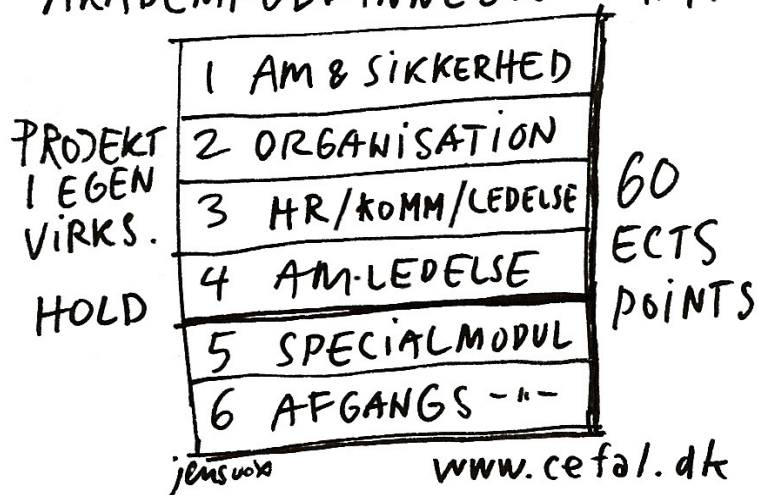 1 AM & SIKKERHED
2 ORGANISATION
3 HR/KOMM/LEDELSE
4 AM-LEDELSE
5 SPECIALMODUL
6 AFGANGS -"-
PROJEKT
I EGEN
VIRKS.
HOLD
60
ECTS
POINTS
www.cefal.dk